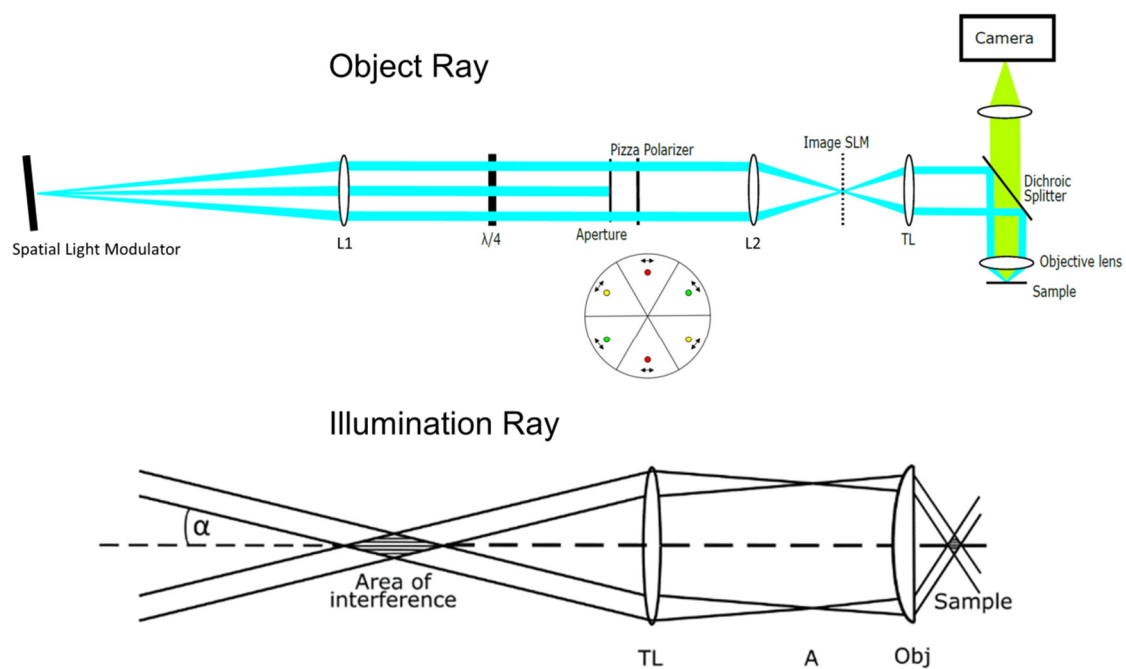 Object Ray
Camera
Pizza Polarizer
Image SLM
Dichroic
Splitter
Spatial Light Modulator
L1
λ/4
Aperture
L2
TL
Objective lens
Sample
Illumination Ray
α
Area of
interference
Sample
TL
A
Obj